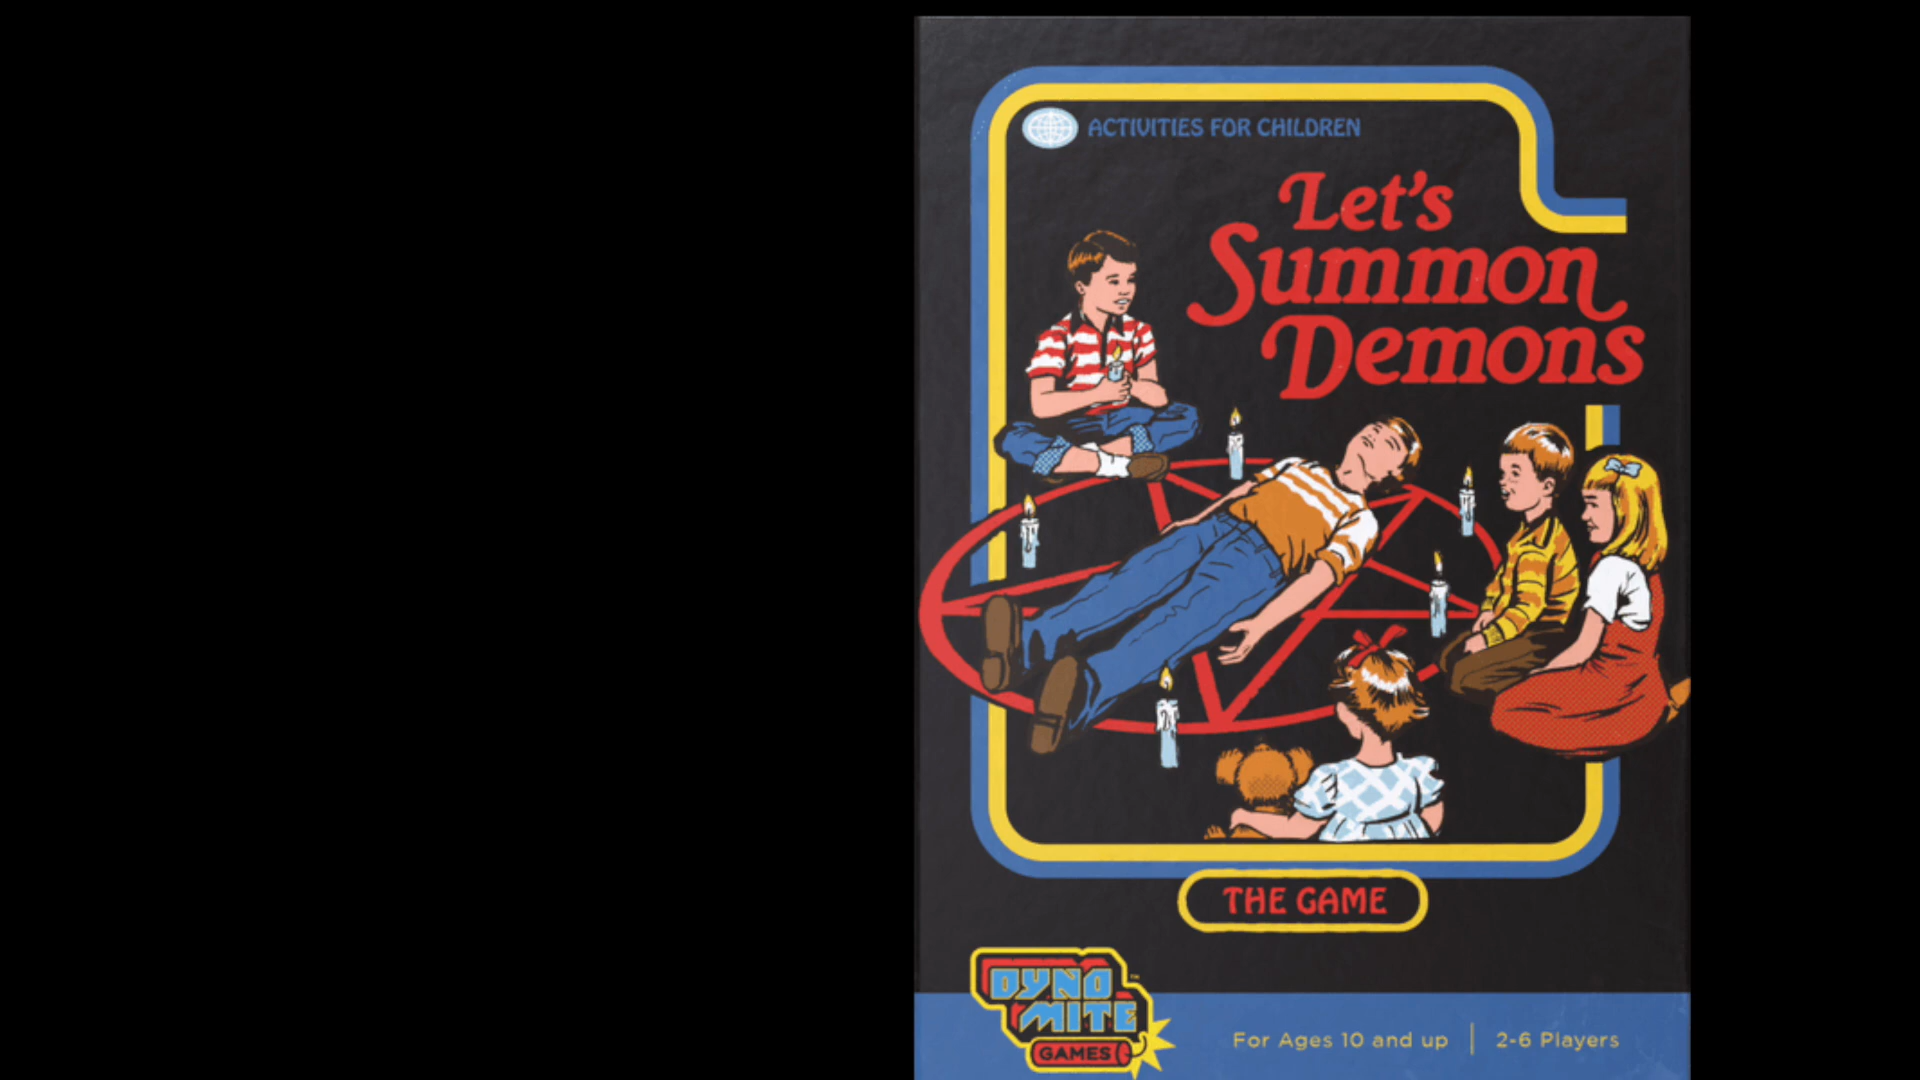 ACTIVITIES FOR CHILDREN
Let's
Summon
Demons
THE GAME
DYNO
MITE
GAMES
™
For Ages 10 and up | 2-6 Players